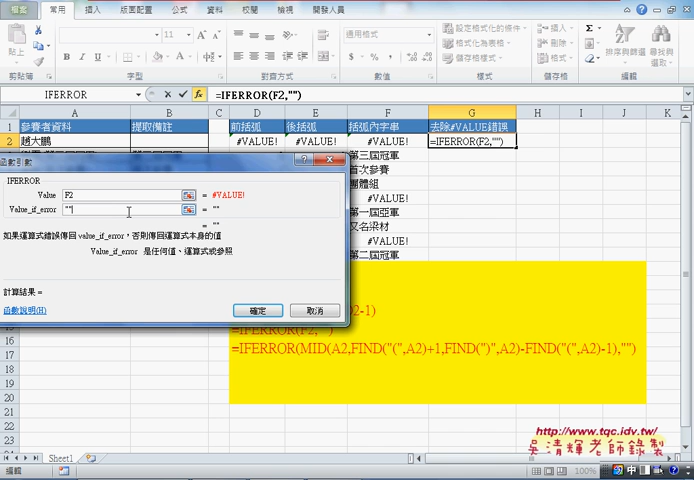 檔案 常用 插入 版面配置 公式 資料 校閱 檢視 開發人員
貼上
B I U
通用格式
設定格式化的條件
格式化為表格
儲存格樣式
插入
刪除
格式
排序與篩選 尋找與選取
剪貼簿 字型 對齊方式 數值 樣式 儲存格 編輯
IFERROR =IFERROR(F2,"")
A B C D E F G H I J K
1 參賽者資料 提取備註 前括弧 後括弧 括弧內字串 去除#VALUE錯誤
2 趙大鵬 #VALUE! #VALUE! #VALUE! =IFERROR(F2,"")
第三屆冠軍
首次參賽
團體組
#VALUE!
第一屆亞軍
又名梁材
#VALUE!
第二屆冠軍
函數引數
IFERROR
Value F2 = #VALUE!
Value_if_error "" = ""
= ""
如果運算式錯誤傳回 value_if_error，否則傳回運算式本身的值
Value_if_error 是任何值、運算式或參照
計算結果 =
函數說明(H) 確定 取消
D2-1)
=IFERROR(F2,"")
=IFERROR(MID(A2,FIND("(",A2)+1,FIND(")",A2)-FIND("(",A2)-1),"")
16
17
18
19
20
21
22
23
http://www.tqc.idv.tw/
吳清輝老師錄製
Sheet1
編輯 100%
中